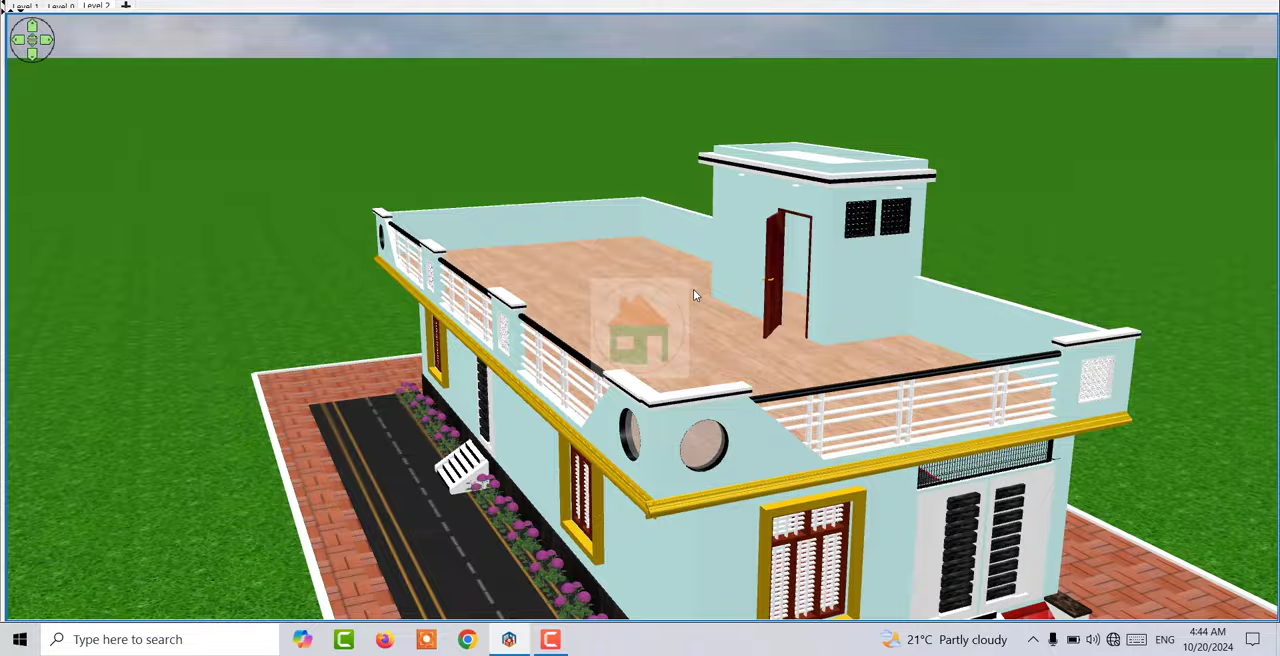 Level 1 Level 0 Level 2
Type here to search
21°C Partly cloudy
ENG
4:44 AM
10/20/2024